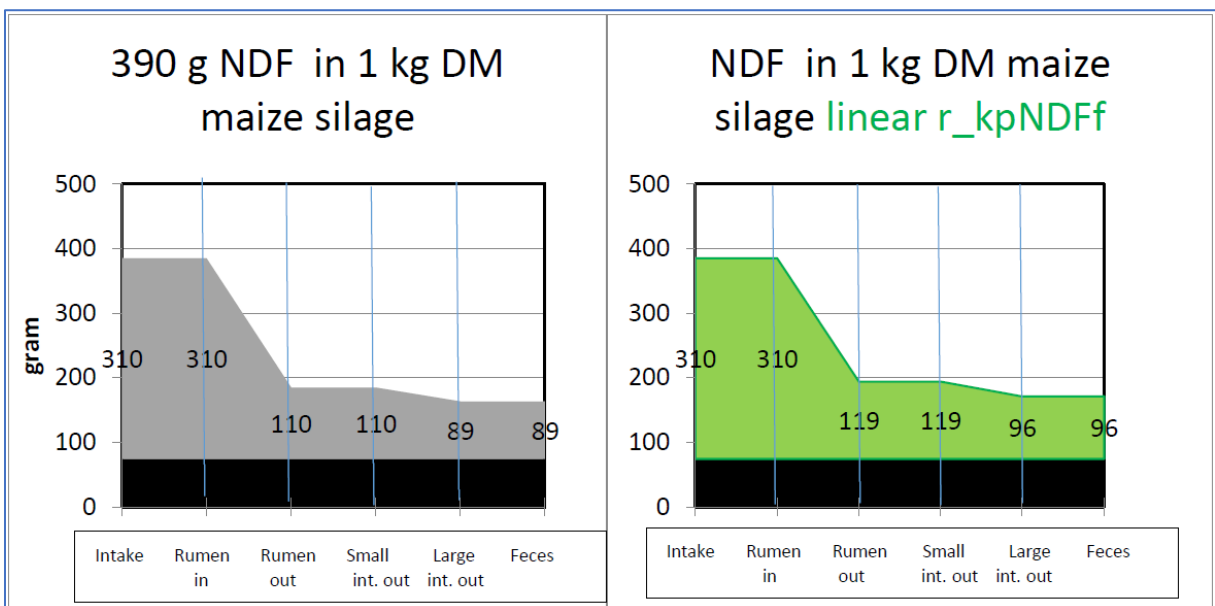 390 g NDF in 1 kg DM
maize silage
500
400
300
200
100
0
gram
310
310
110
110
89
89
Intake
Rumen
in
Rumen
out
Small
int. out
Large
int. out
Feces
NDF in 1 kg DM maize
silage linear r_kpNDFf
500
400
300
200
100
0
310
310
119
119
96
96
Intake
Rumen
in
Rumen
out
Small
int. out
Large
int. out
Feces